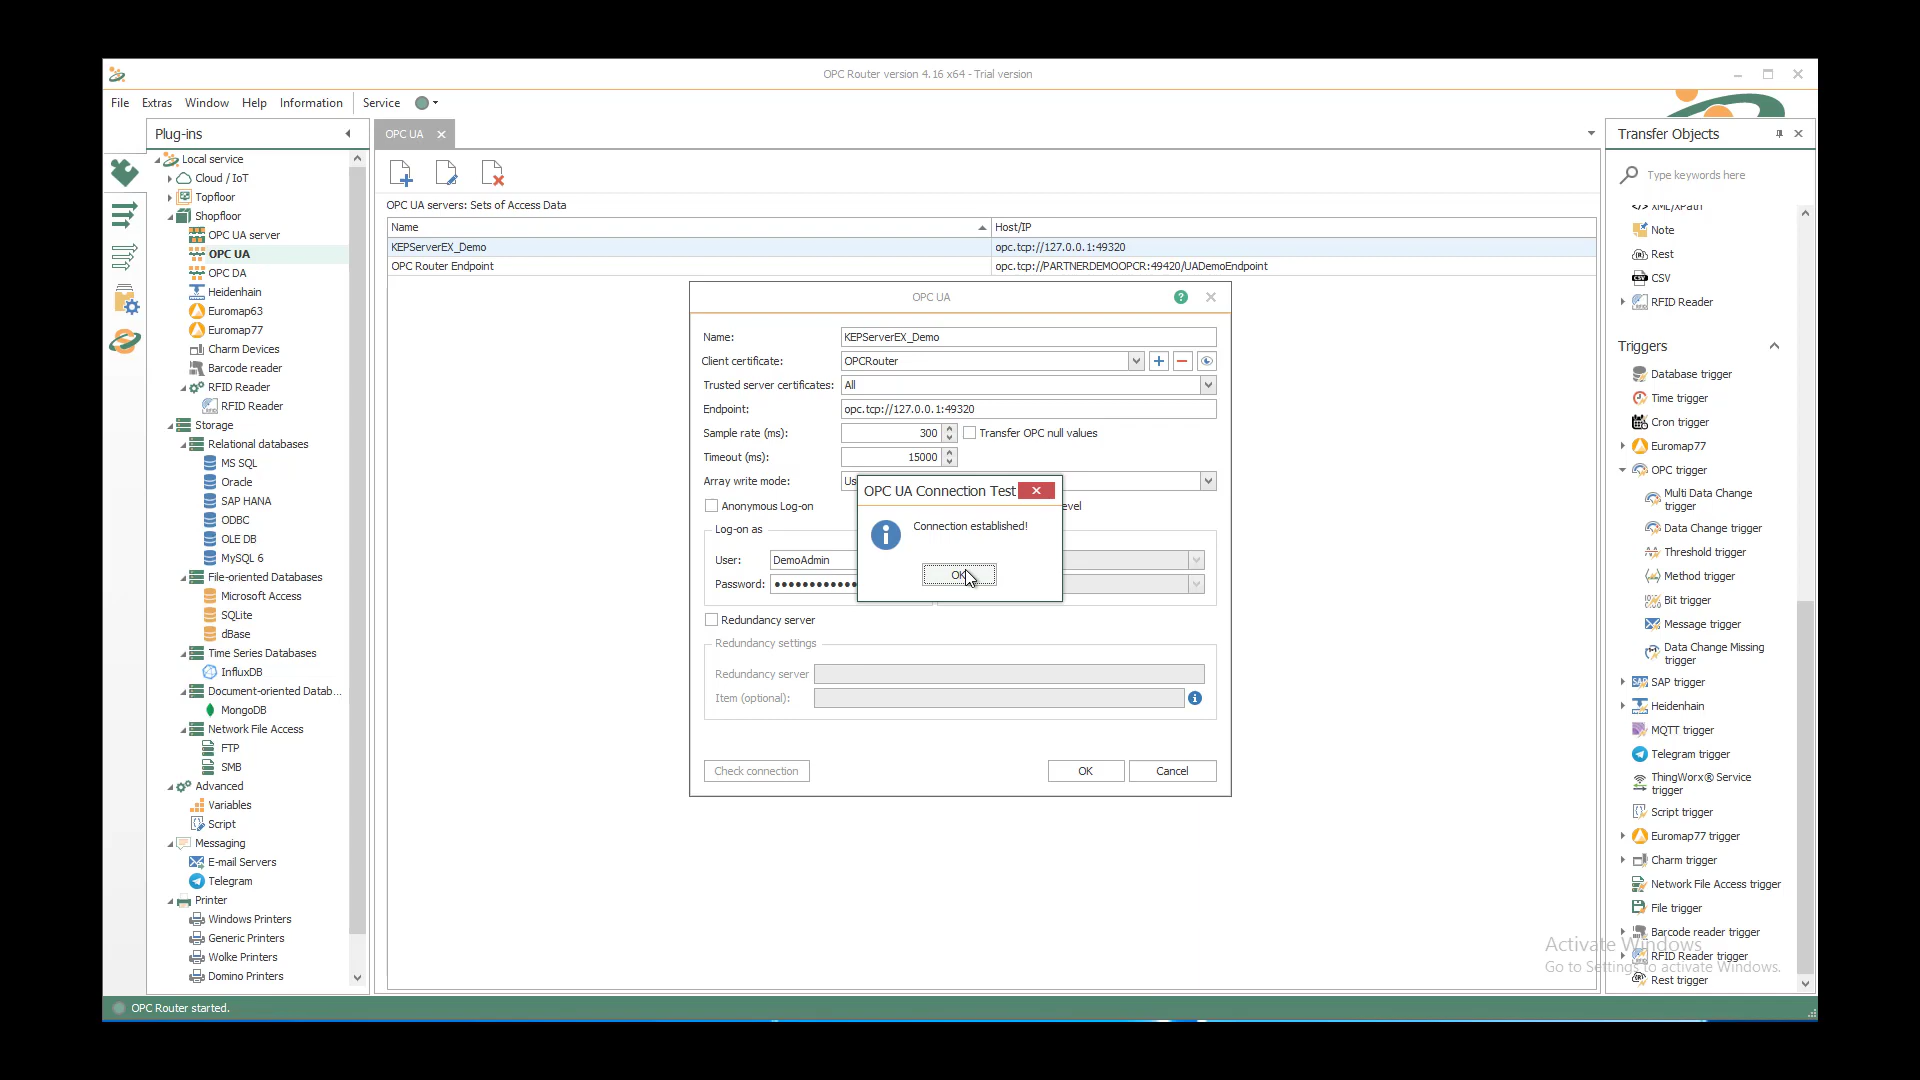 OPC Router version 4.16 x64 - Trial version
File Extras Window Help Information Service
Plug-ins
Local service
Cloud / IoT
Topfloor
Shopfloor
OPC UA server
OPC UA
OPC DA
Heidenhain
Euromap63
Euromap77
Charm Devices
Barcode reader
RFID Reader
RFID Reader
Storage
Relational databases
MS SQL
Oracle
SAP HANA
ODBC
OLE DB
MySQL 6
File-oriented Databases
Microsoft Access
SQLite
dBase
Time Series Databases
InfluxDB
Document-oriented Datab...
MongoDB
Network File Access
FTP
SMB
Advanced
Variables
Script
Messaging
E-mail Servers
Telegram
Printer
Windows Printers
Generic Printers
Wolke Printers
Domino Printers
OPC UA
OPC UA servers: Sets of Access Data
Name Host/IP
KEPServerEX_Demo opc.tcp://127.0.0.1:49320
OPC Router Endpoint opc.tcp://PARTNERDEMOOPCR:49420/UADemoEndpoint
OPC UA
Name: KEPServerEX_Demo
Client certificate: OPCRouter
Trusted server certificates: All
Endpoint: opc.tcp://127.0.0.1:49320
Sample rate (ms): 300 Transfer OPC null values
Timeout (ms): 15000
Array write mode: Us
Anonymous Log-on evel
Log-on as
User: DemoAdmin
Password: ●●●●●●●●●●●●
OPC UA Connection Test
Connection established!
OK
Redundancy server
Redundancy settings
Redundancy server
Item (optional):
Check connection OK Cancel
Transfer Objects
Type keywords here
XML/XPath
Note
Rest
CSV
RFID Reader
Triggers
Database trigger
Time trigger
Cron trigger
Euromap77
OPC trigger
Multi Data Change
trigger
Data Change trigger
Threshold trigger
Method trigger
Bit trigger
Message trigger
Data Change Missing
trigger
SAP trigger
Heidenhain
MQTT trigger
Telegram trigger
ThingWorx® Service
trigger
Script trigger
Euromap77 trigger
Charm trigger
Network File Access trigger
File trigger
Barcode reader trigger
RFID Reader trigger
Rest trigger
Activate Windows
Go to Settings to activate Windows.
OPC Router started.